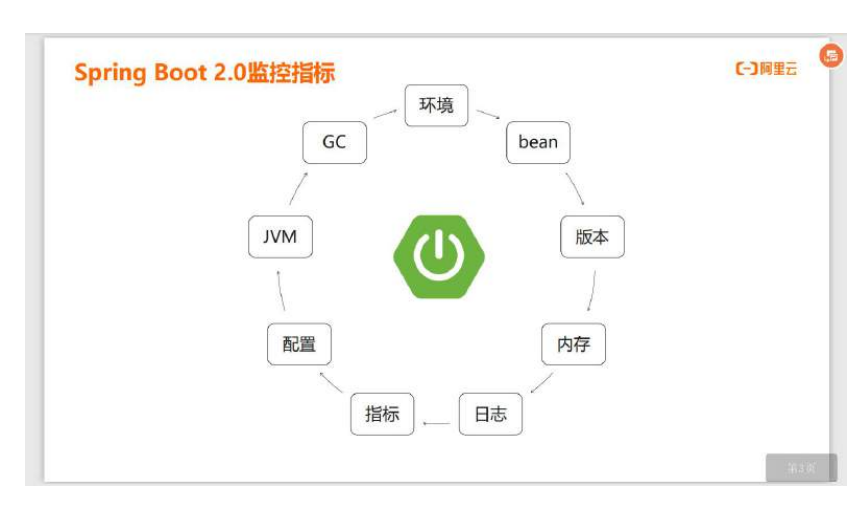 Spring Boot 2.0监控指标
阿里云
环境
GC
bean
JVM
版本
配置
内存
指标
日志
第3页